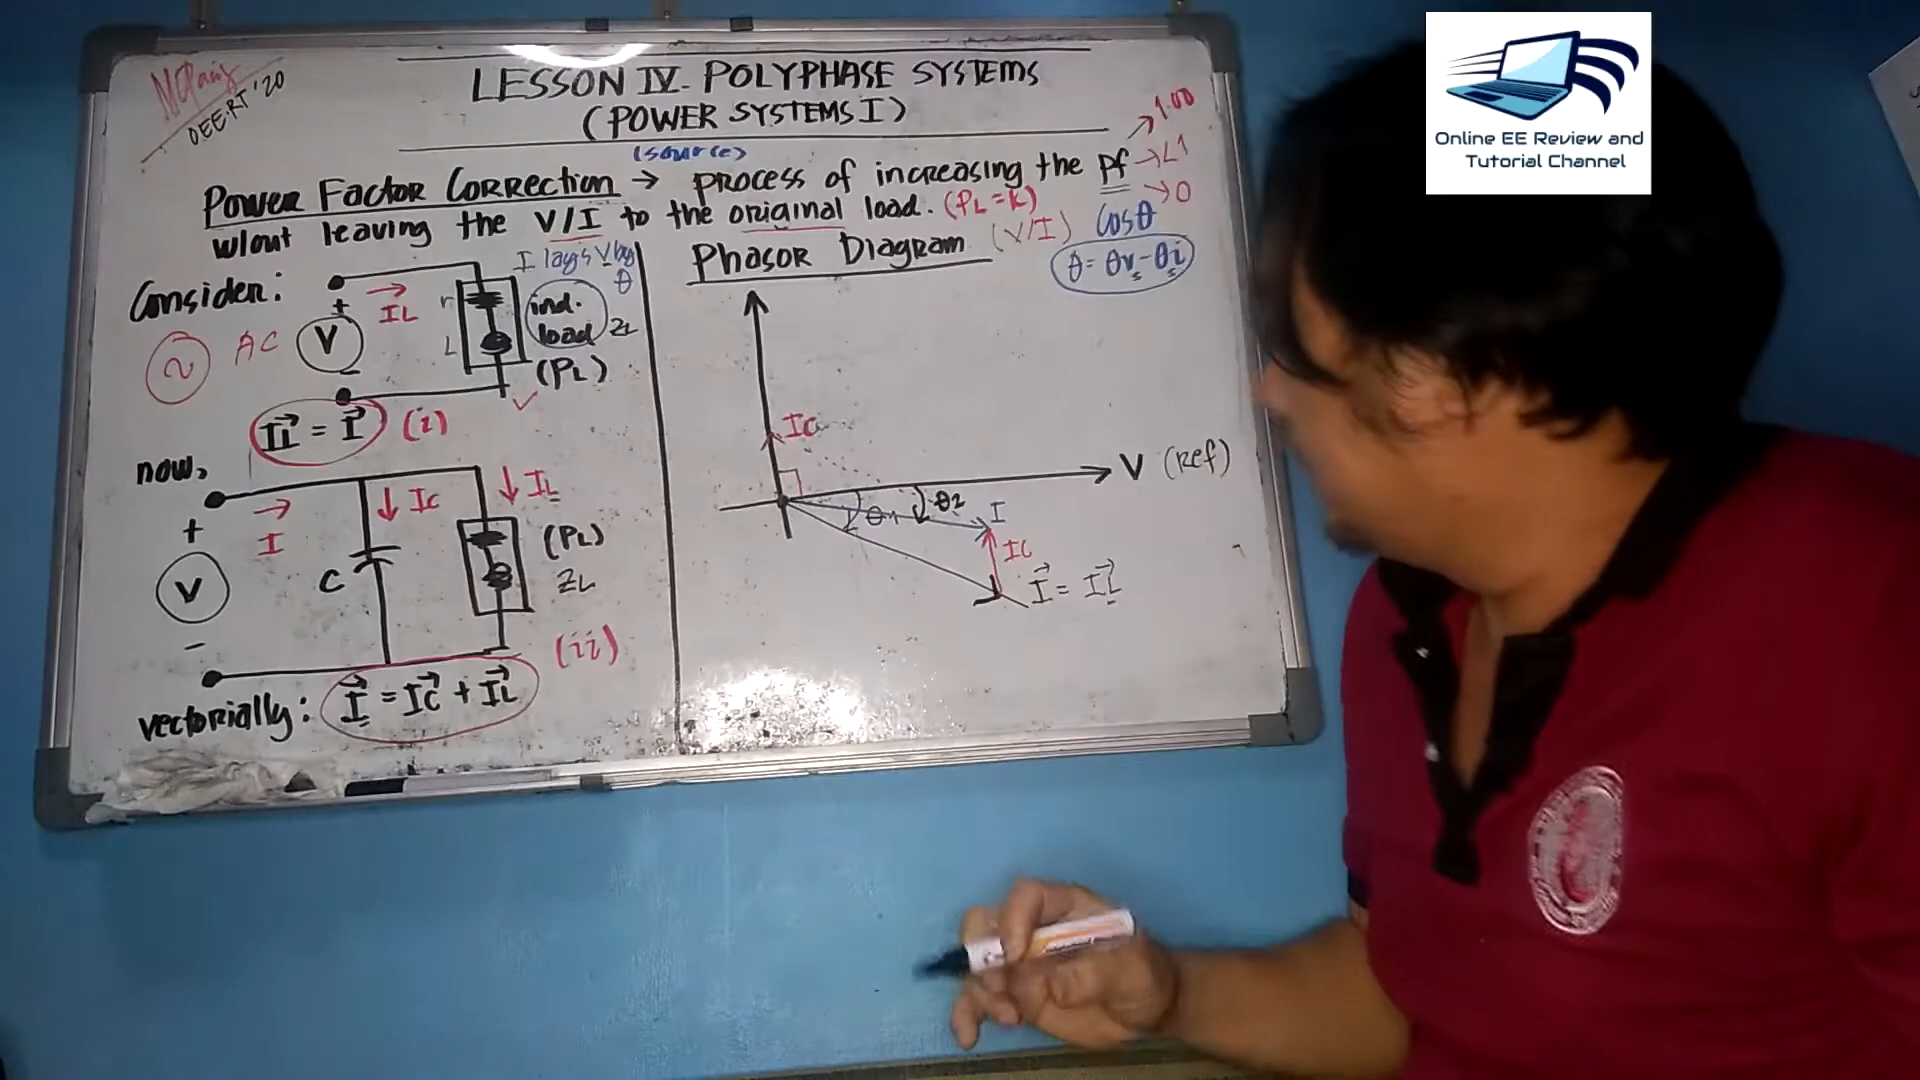 OEE.RT '20
LESSON IV. POLYPHASE SYSTEMS
(POWER SYSTEMS I)
(source)
Power Factor Correction → process of increasing the pf
w/out leaving the V/I to the original load. (PL = k)
→ 1.00
→ <1
→ 0
cosθ
θ = θv - θi
Consider:
AC
V
+
-
IL
r
L
I lags V by θ
ind. load ZL
(PL)
IL = I (i)
now,
+
V
-
I
IC
C
IL
(PL)
ZL
(ii)
vectorially: I = IC + IL
Phasor Diagram (V/I)
IC
V (Ref)
θ1
θ2
I
IC
I = IL
Online EE Review and
Tutorial Channel